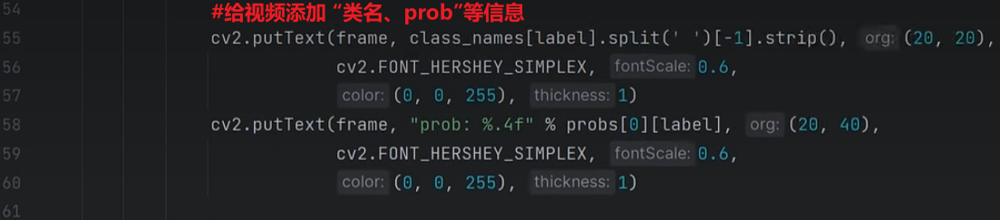 54
#给视频添加 “类名、prob”等信息
55 cv2.putText(frame, class_names[label].split(' ')[-1].strip(), org: (20, 20),
56 cv2.FONT_HERSHEY_SIMPLEX, fontScale: 0.6,
57 color: (0, 0, 255), thickness: 1)
58 cv2.putText(frame, "prob: %.4f" % probs[0][label], org: (20, 40),
59 cv2.FONT_HERSHEY_SIMPLEX, fontScale: 0.6,
60 color: (0, 0, 255), thickness: 1)
61